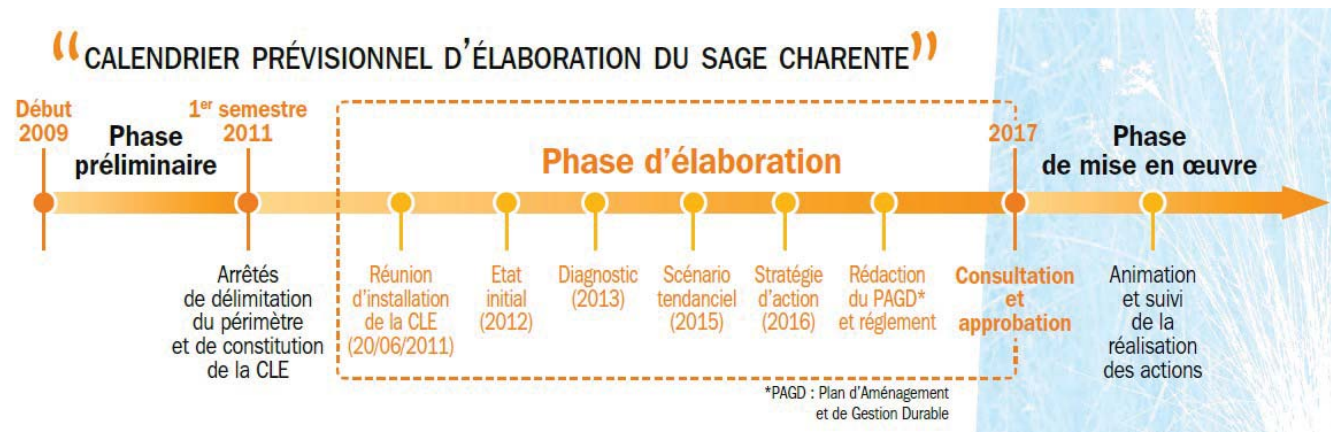 “CALENDRIER PRÉVISIONNEL D’ÉLABORATION DU SAGE CHARENTE”
Début
2009
Phase
préliminaire
1er semestre
2011
Phase d’élaboration
2017
Phase
de mise en œuvre
Arrêtés
de délimitation
du périmètre
et de constitution
de la CLE
Réunion
d’installation
de la CLE
(20/06/2011)
Etat
initial
(2012)
Diagnostic
(2013)
Scénario
tendanciel
(2015)
Stratégie
d’action
(2016)
Rédaction
du PAGD*
et réglement
Consultation
et
approbation
Animation
et suivi
de la
réalisation
des actions
*PAGD : Plan d’Aménagement
et de Gestion Durable